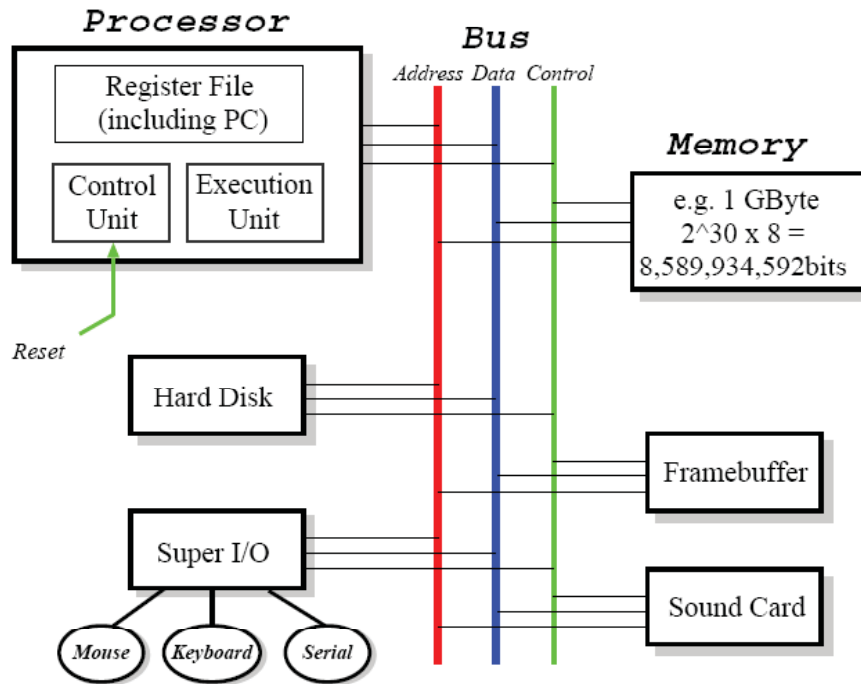 Processor
Register File
(including PC)
Control
Unit
Execution
Unit
Reset
Bus
Address Data Control
Memory
e.g. 1 GByte
2^30 x 8 =
8,589,934,592bits
Hard Disk
Framebuffer
Super I/O
Sound Card
Mouse
Keyboard
Serial